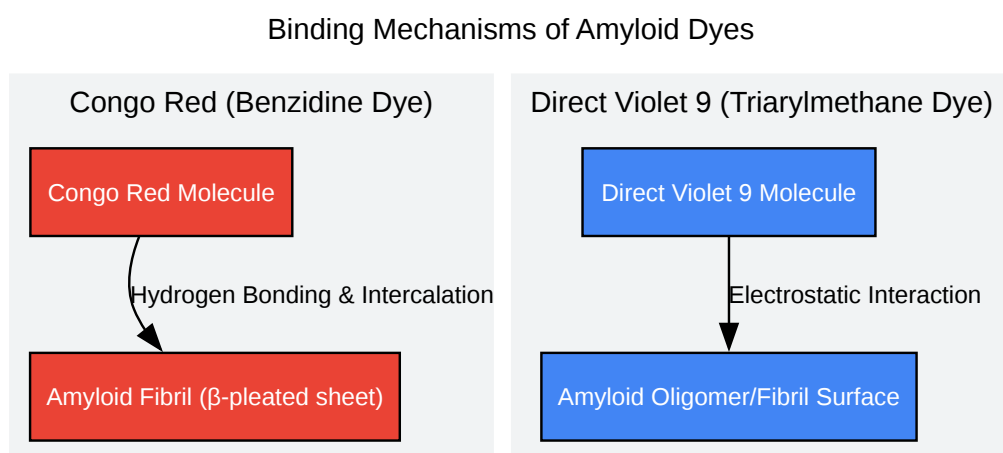 Binding Mechanisms of Amyloid Dyes
Congo Red (Benzidine Dye)
Congo Red Molecule
Hydrogen Bonding & Intercalation
Amyloid Fibril (β-pleated sheet)
Direct Violet 9 (Triarylmethane Dye)
Direct Violet 9 Molecule
Electrostatic Interaction
Amyloid Oligomer/Fibril Surface